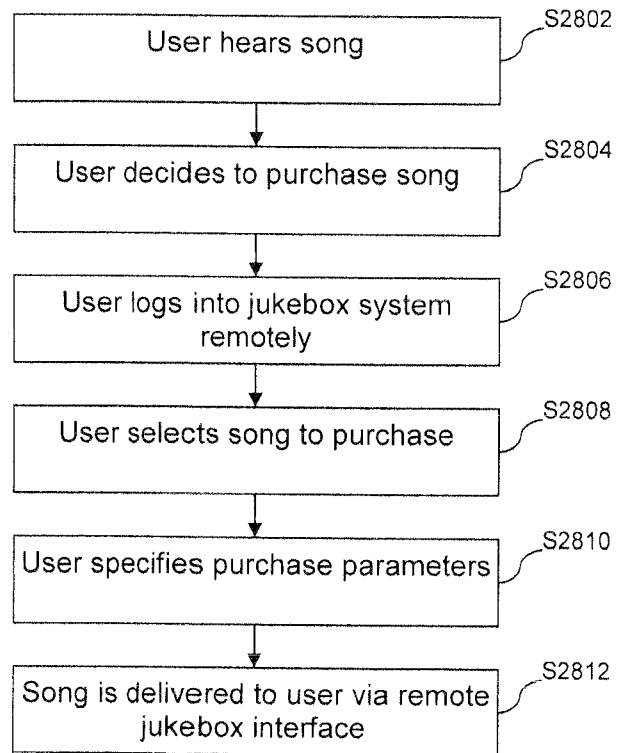 S2802
User hears song
S2804
User decides to purchase song
S2806
User logs into jukebox system
remotely
S2808
User selects song to purchase
S2810
User specifies purchase parameters
S2812
Song is delivered to user via remote
jukebox interface